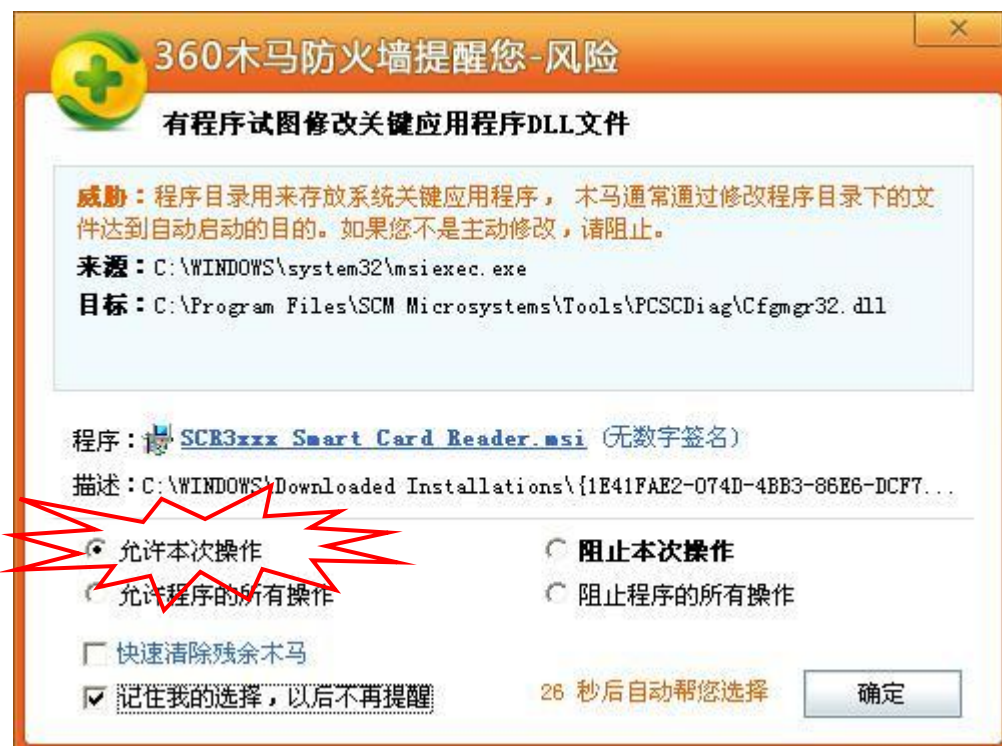 360木马防火墙提醒您-风险
有程序试图修改关键应用程序DLL文件
威胁：程序目录用来存放系统关键应用程序， 木马通常通过修改程序目录下的文
件达到自动启动的目的。如果您不是主动修改，请阻止。
来源：C:\WINDOWS\system32\msiexec.exe
目标：C:\Program Files\SCM Microsystems\Tools\PCSCDiag\Cfgmgr32.dll
程序： SCR3xxx Smart Card Reader.msi (无数字签名)
描述：C:\WINDOWS\Downloaded Installations\{1E41FAE2-074D-4BB3-86E6-DCF7...
允许本次操作 阻止本次操作
允许程序的所有操作 阻止程序的所有操作
快速清除残余木马
记住我的选择，以后不再提醒 26 秒后自动帮您选择 确定